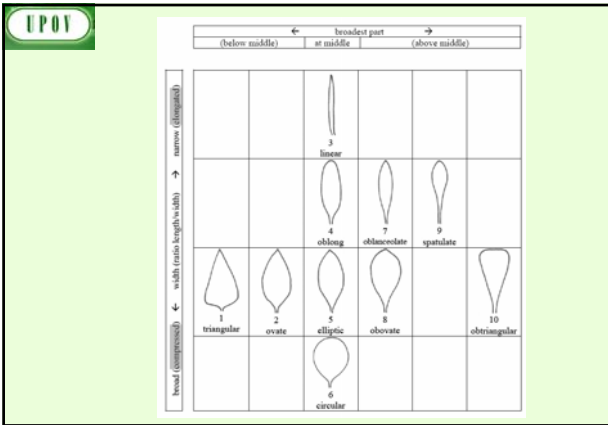 UPOV
← broadest part →
(below middle) at middle (above middle)
broad (compressed) ← width (ratio length/width) → narrow (elongated)
3
linear
4 7 9
oblong oblanceolate spatulate
1 2 5 8 10
triangular ovate elliptic obovate obtriangular
6
circular